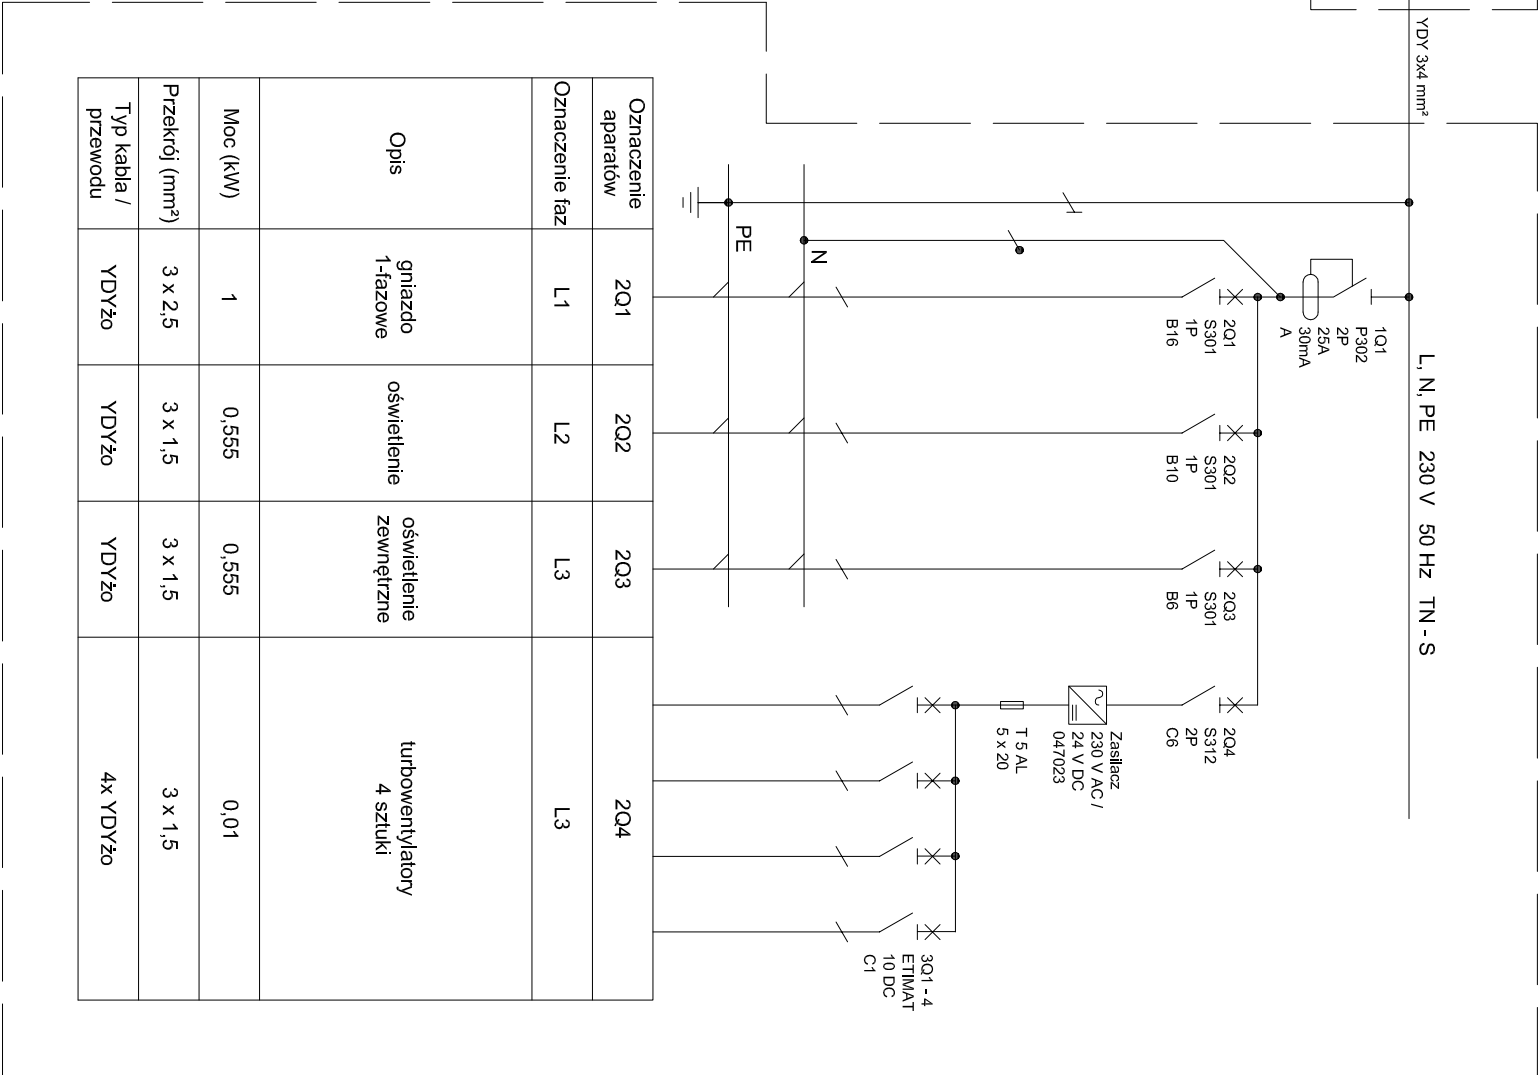 YDY 3x4 mm²
L, N, PE 230 V 50 Hz TN - S
1Q1
P302
2P
25A
30mA
A
2Q1
S301
1P
B16
2Q2
S301
1P
B10
2Q3
S301
1P
B6
2Q4
S312
2P
C6
Zasilacz
230 V AC /
24 V DC
047023
T 5 AL
5 x 20
3Q1 - 4
ETIMAT
10 DC
C1
N
PE
Oznaczenie
aparatów
2Q1
2Q2
2Q3
2Q4
Oznaczenie faz
L1
L2
L3
L3
Opis
gniazdo
1-fazowe
oświetlenie
oświetlenie
zewnętrzne
turbowentylatory
4 sztuki
Moc (kW)
1
0,555
0,555
0,01
Przekrój (mm²)
3 x 2,5
3 x 1,5
3 x 1,5
3 x 1,5
Typ kabla /
przewodu
YDYżo
YDYżo
YDYżo
4x YDYżo